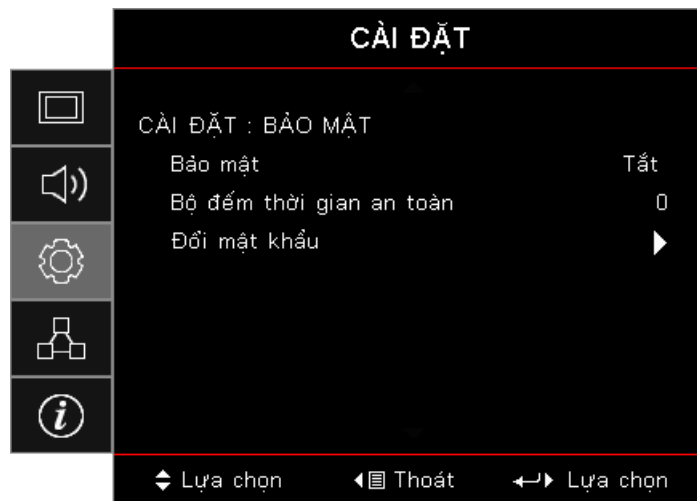 CÀI ĐẶT
CÀI ĐẶT : BẢO MẬT
Bảo mật Tắt
Bộ đếm thời gian an toàn 0
Đổi mật khẩu
Lựa chọn Thoát Lựa chọn